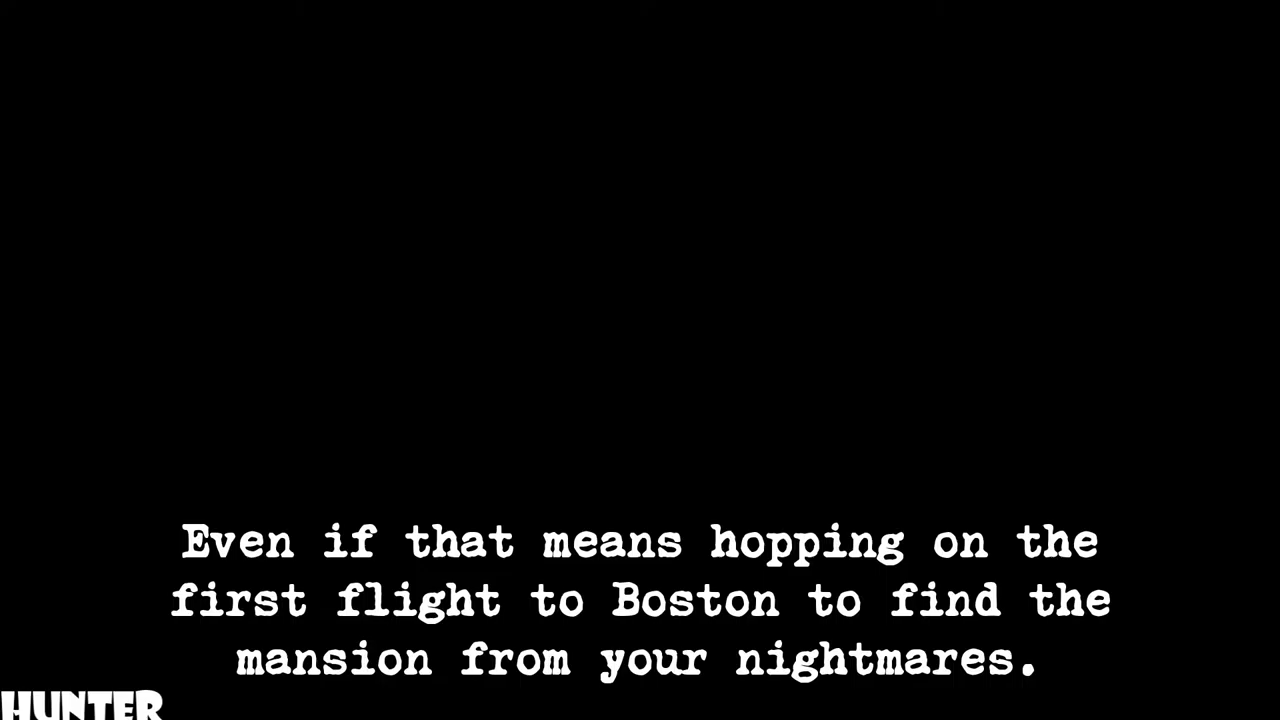 Even if that means hopping on the
first flight to Boston to find the
mansion from your nightmares.
HUNTER